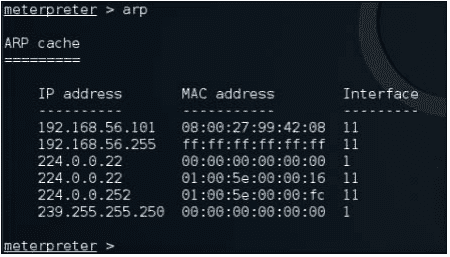 meterpreter > arp
ARP cache
=========
IP address MAC address Interface
---------- ----------- ---------
192.168.56.101 08:00:27:99:42:08 11
192.168.56.255 ff:ff:ff:ff:ff:ff 11
224.0.0.22 00:00:00:00:00:00 1
224.0.0.22 01:00:5e:00:00:16 11
224.0.0.252 01:00:5e:00:00:fc 11
239.255.255.250 00:00:00:00:00:00 1
meterpreter >